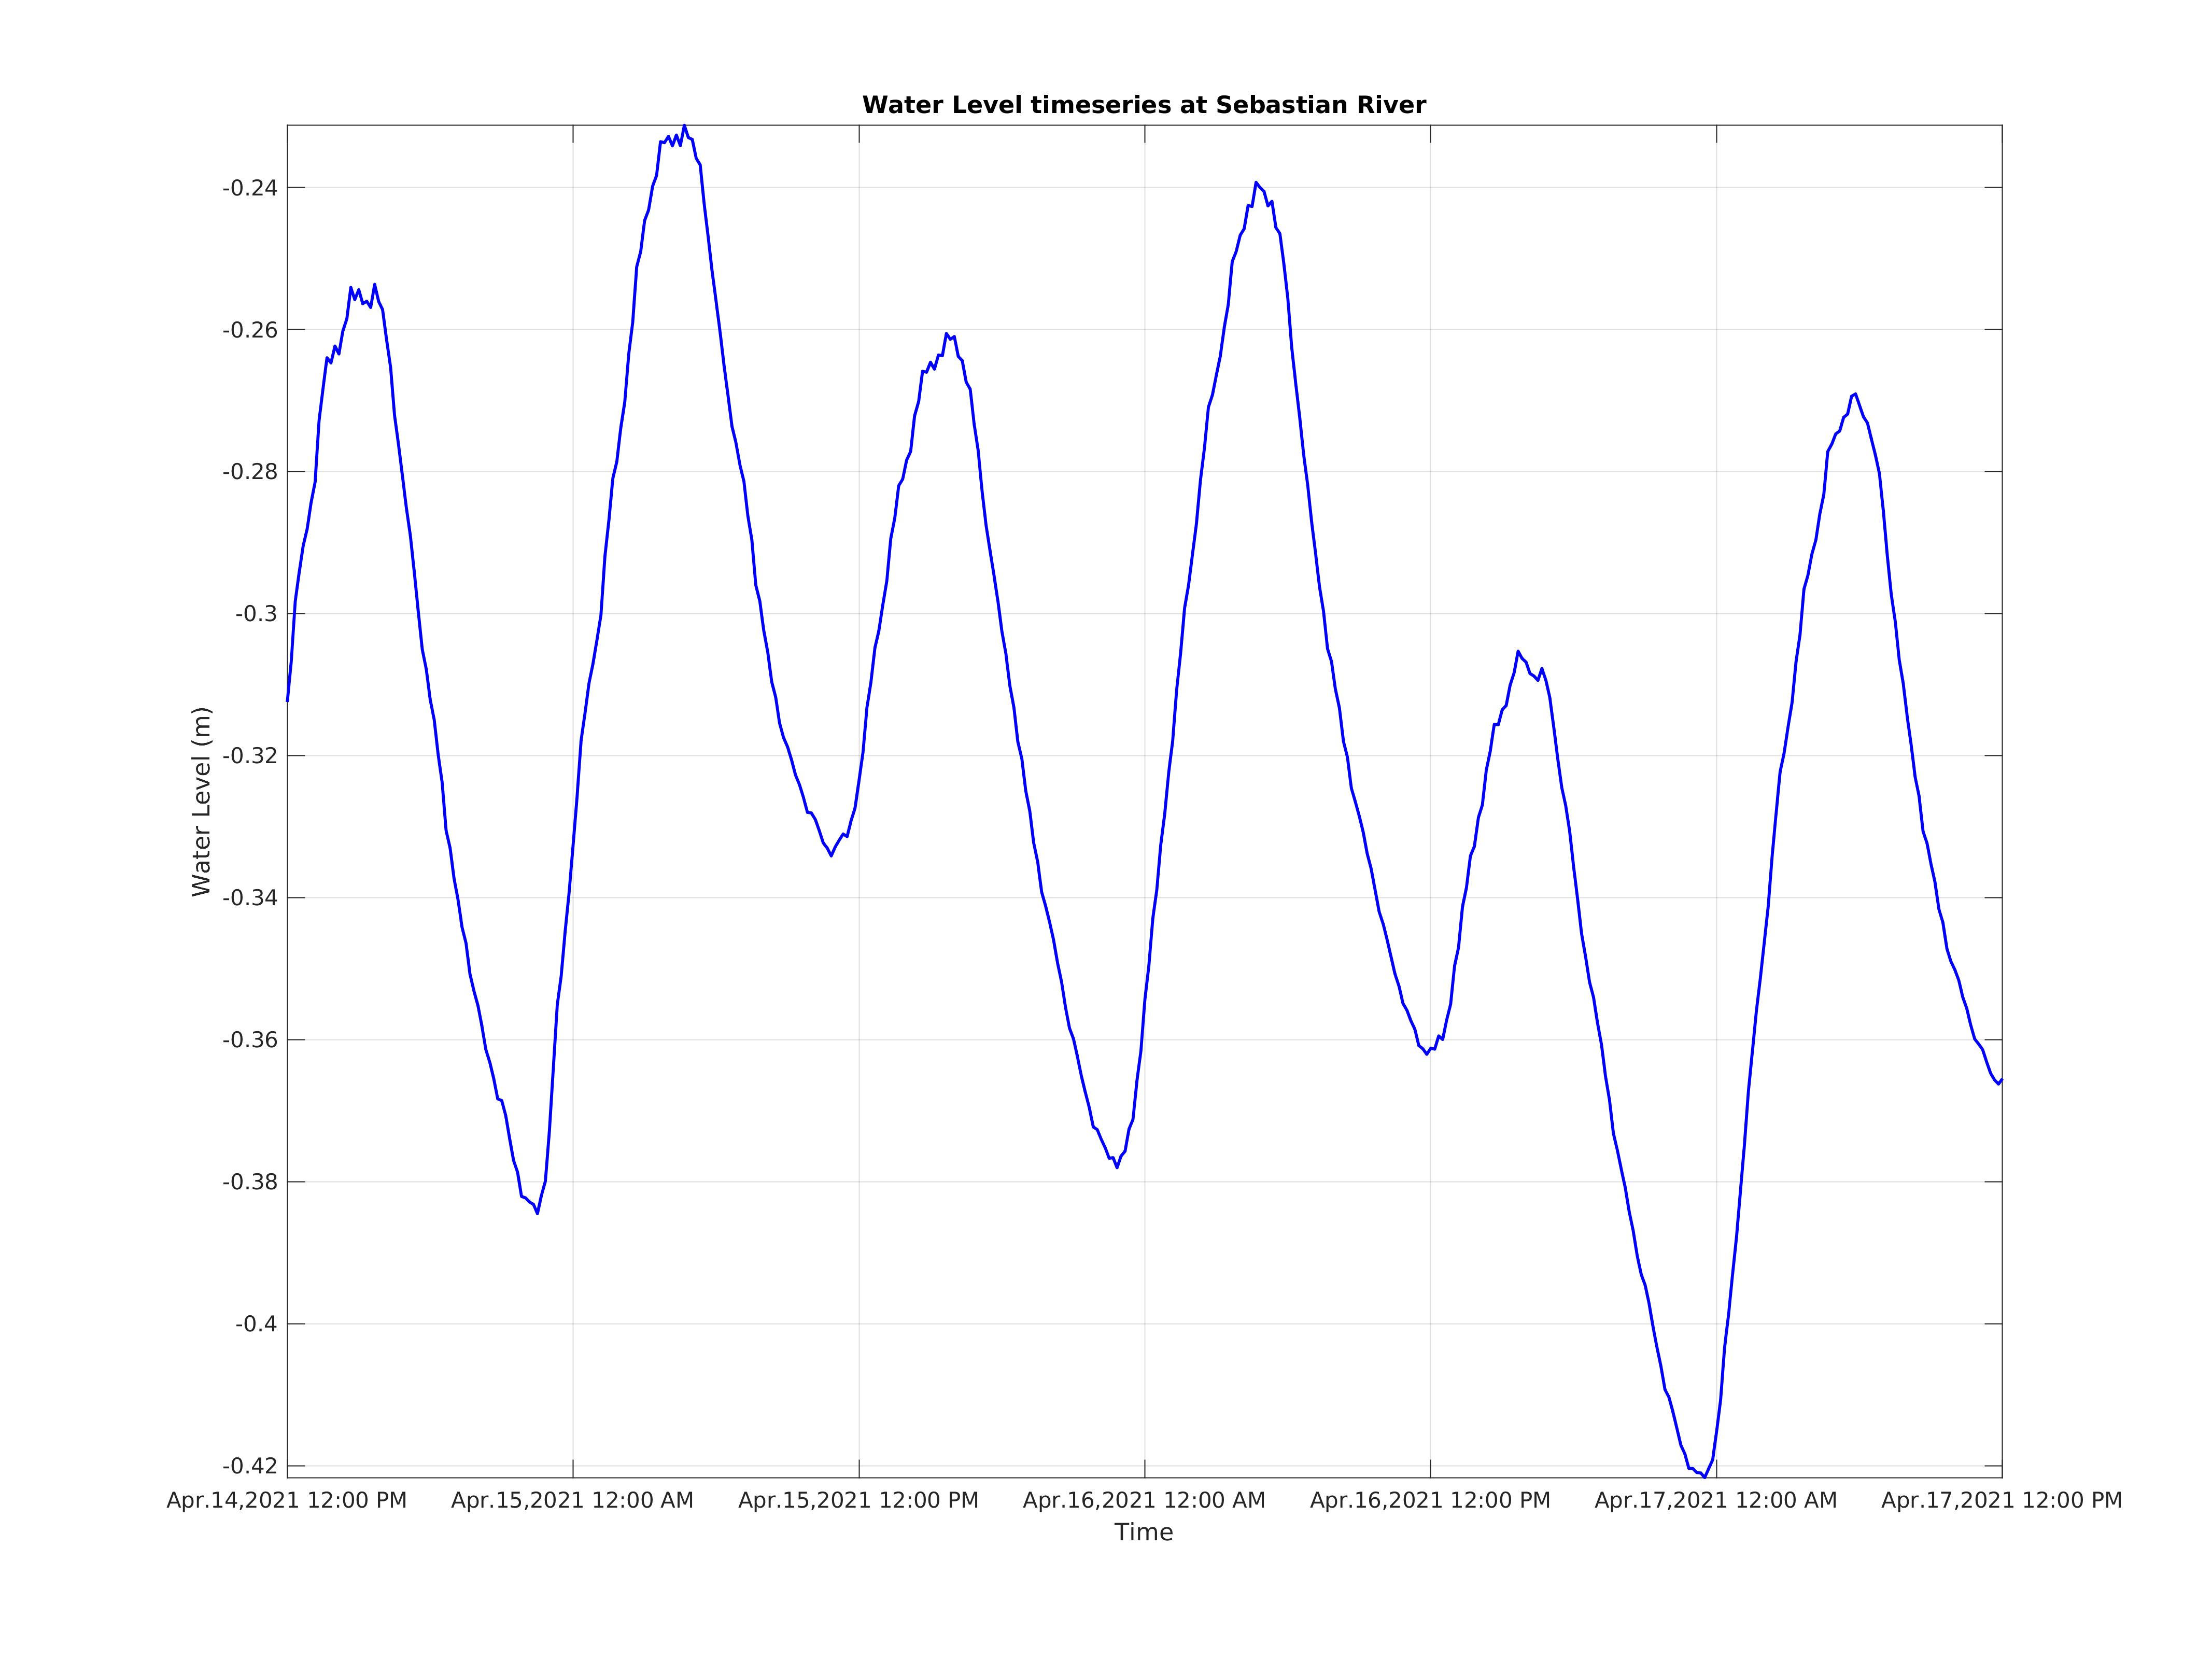 Water Level timeseries at Sebastian River
-0.24
-0.26
-0.28
-0.3
-0.32
-0.34
-0.36
-0.38
-0.4
-0.42
Water Level (m)
Apr.14,2021 12:00 PM Apr.15,2021 12:00 AM Apr.15,2021 12:00 PM Apr.16,2021 12:00 AM Apr.16,2021 12:00 PM Apr.17,2021 12:00 AM Apr.17,2021 12:00 PM
Time